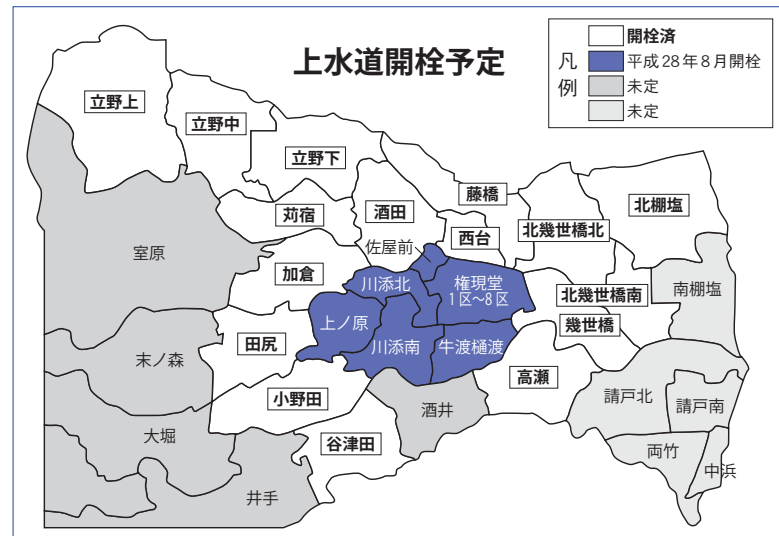 上水道開栓予定
凡例
開栓済
平成28年8月開栓
未定
未定
立野上
立野中
立野下
藤橋
北棚塩
苅宿
酒田
西台
北幾世橋北
佐屋前
室原
加倉
川添北
権現堂
1区〜8区
北幾世橋南
南棚塩
上ノ原
幾世橋
田尻
川添南
牛渡樋渡
末ノ森
高瀬
小野田
酒井
請戸北
請戸南
大堀
谷津田
両竹
中浜
井手